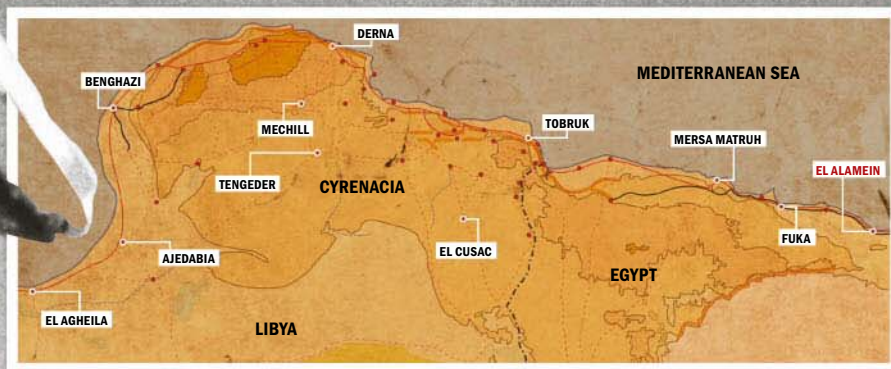 DERNA
MEDITERRANEAN SEA
BENGHAZI
MECHILL
TOBRUK
MERSA MATRUH
EL ALAMEIN
TENGEDER
CYRENACIA
EL CUSAC
FUKA
AJEDABIA
EGYPT
EL AGHEILA
LIBYA